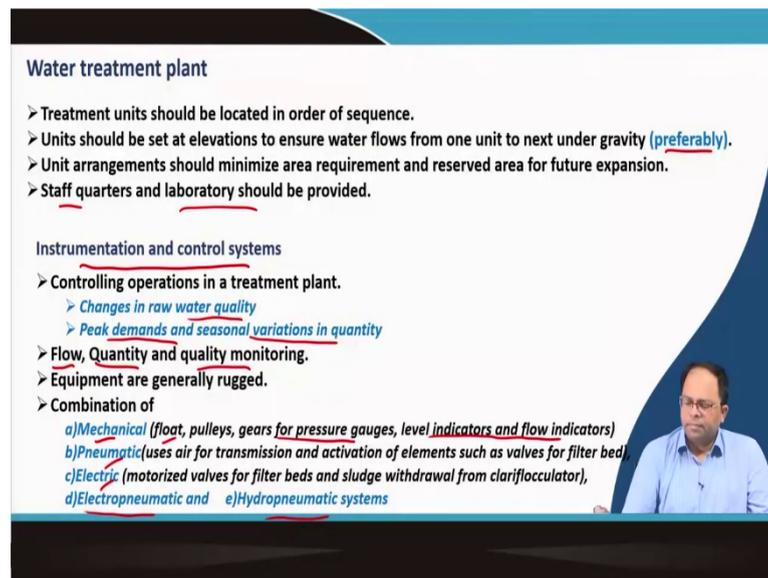 Water treatment plant
➢Treatment units should be located in order of sequence.
➢Units should be set at elevations to ensure water flows from one unit to next under gravity (preferably).
➢Unit arrangements should minimize area requirement and reserved area for future expansion.
➢Staff quarters and laboratory should be provided.
Instrumentation and control systems
➢Controlling operations in a treatment plant.
➢ Changes in raw water quality
➢ Peak demands and seasonal variations in quantity
➢Flow, Quantity and quality monitoring.
➢Equipment are generally rugged.
➢Combination of
a)Mechanical (float, pulleys, gears for pressure gauges, level indicators and flow indicators)
b)Pneumatic(uses air for transmission and activation of elements such as valves for filter bed),
c)Electric (motorized valves for filter beds and sludge withdrawal from clariflocculator),
d)Electropneumatic and e)Hydropneumatic systems